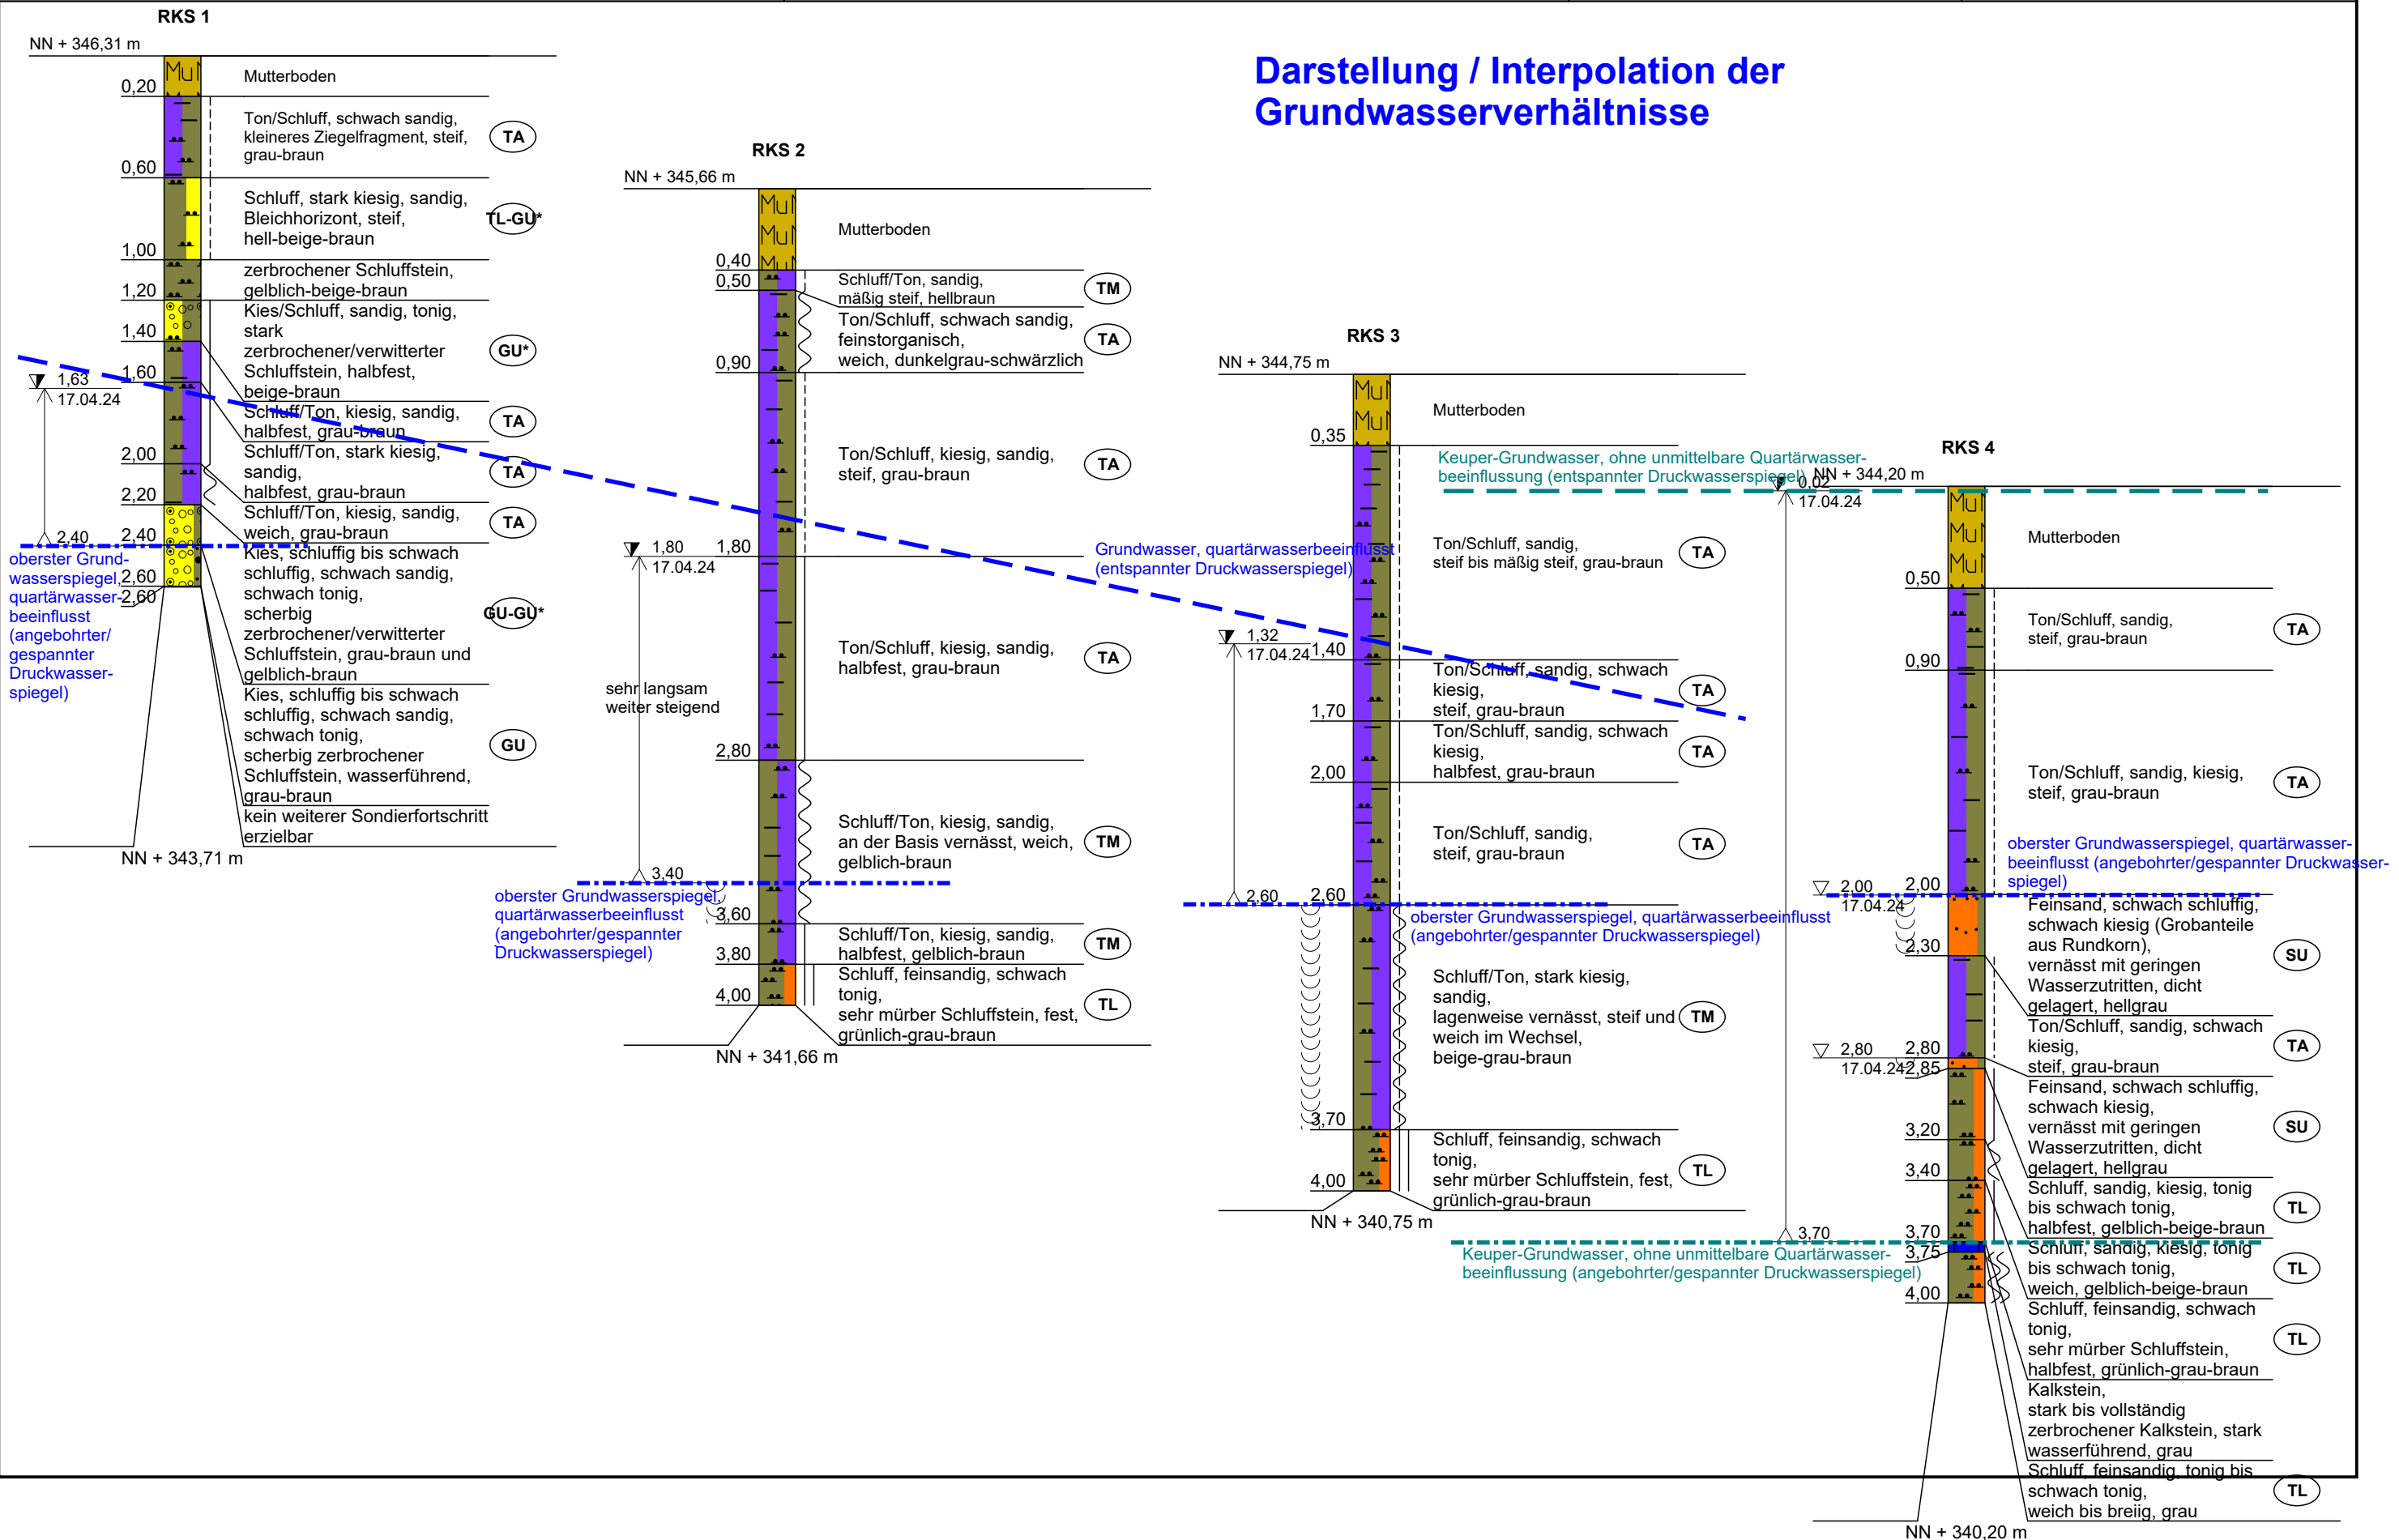 Darstellung / Interpolation der
Grundwasserverhältnisse
RKS 1
NN + 346,31 m
0,20
0,60
1,00
1,20
1,40
1,60
2,00
2,20
2,40
2,60
2,60
MuM
Mutterboden
Ton/Schluff, schwach sandig,
kleineres Ziegelfragment, steif,
grau-braun
TA
Schluff, stark kiesig, sandig,
Bleichhorizont, steif,
hell-beige-braun
TL-GU*
zerbrochener Schluffstein,
gelblich-beige-braun
Kies/Schluff, sandig, tonig,
stark
zerbrochener/verwitterter
Schluffstein, halbfest,
beige-braun
GU*
Schluff/Ton, kiesig, sandig,
halbfest, grau-braun
TA
Schluff/Ton, stark kiesig,
sandig,
halbfest, grau-braun
TA
Schluff/Ton, kiesig, sandig,
weich, grau-braun
TA
Kies, schluffig bis schwach
schluffig, schwach sandig,
schwach tonig,
scherbig
zerbrochener/verwitterter
Schluffstein, grau-braun und
gelblich-braun
GU-GU*
Kies, schluffig bis schwach
schluffig, schwach sandig,
schwach tonig,
scherbig zerbrochener
Schluffstein, wasserführend,
grau-braun
GU
kein weiterer Sondierfortschritt
erzielbar
1,63
17.04.24
2,40
oberster Grund-
wasserspiegel,
quartärwasser-
beeinflusst
(angebohrter/
gespannter
Druckwasser-
spiegel)
NN + 343,71 m
RKS 2
NN + 345,66 m
0,40
0,50
0,90
1,80
2,80
3,60
3,80
4,00
MuM
MuM
MuM
Mutterboden
Schluff/Ton, sandig,
mäßig steif, hellbraun
TM
Ton/Schluff, schwach sandig,
feinstorganisch,
weich, dunkelgrau-schwärzlich
TA
Ton/Schluff, kiesig, sandig,
steif, grau-braun
TA
Ton/Schluff, kiesig, sandig,
halbfest, grau-braun
TA
Schluff/Ton, kiesig, sandig,
an der Basis vernässt, weich,
gelblich-braun
TM
Schluff/Ton, kiesig, sandig,
halbfest, gelblich-braun
TM
Schluff, feinsandig, schwach
tonig,
sehr mürber Schluffstein, fest,
grünlich-grau-braun
TL
1,80
17.04.24
sehr langsam
weiter steigend
3,40
oberster Grundwasserspiegel,
quartärwasserbeeinflusst
(angebohrter/gespannter
Druckwasserspiegel)
NN + 341,66 m
Grundwasser, quartärwasserbeeinflusst
(entspannter Druckwasserspiegel)
RKS 3
NN + 344,75 m
0,35
1,40
1,70
2,00
2,60
3,70
4,00
MuM
MuM
Mutterboden
Ton/Schluff, sandig,
steif bis mäßig steif, grau-braun
TA
Ton/Schluff, sandig, schwach
kiesig,
steif, grau-braun
TA
Ton/Schluff, sandig, schwach
kiesig,
halbfest, grau-braun
TA
Ton/Schluff, sandig,
steif, grau-braun
TA
Schluff/Ton, stark kiesig,
sandig,
lagenweise vernässt, steif und
weich im Wechsel,
beige-grau-braun
TM
Schluff, feinsandig, schwach
tonig,
sehr mürber Schluffstein, fest,
grünlich-grau-braun
TL
1,32
17.04.24
2,60
oberster Grundwasserspiegel, quartärwasserbeeinflusst
(angebohrter/gespannter Druckwasserspiegel)
NN + 340,75 m
Keuper-Grundwasser, ohne unmittelbare Quartärwasser-
beeinflussung (entspannter Druckwasserspiegel)
Keuper-Grundwasser, ohne unmittelbare Quartärwasser-
beeinflussung (angebohrter/gespannter Druckwasserspiegel)
RKS 4
NN + 344,20 m
0,02
17.04.24
0,50
0,90
2,00
2,30
2,80
2,85
3,20
3,40
3,70
3,75
4,00
MuM
MuM
MuM
Mutterboden
Ton/Schluff, sandig,
steif, grau-braun
TA
Ton/Schluff, sandig, kiesig,
steif, grau-braun
TA
oberster Grundwasserspiegel, quartärwasser-
beeinflusst (angebohrter/gespannter Druckwasser-
spiegel)
Feinsand, schwach schluffig,
schwach kiesig (Grobanteile
aus Rundkorn),
vernässt mit geringen
Wasserzutritten, dicht
gelagert, hellgrau
SU
Ton/Schluff, sandig, schwach
kiesig,
steif, grau-braun
TA
Feinsand, schwach schluffig,
schwach kiesig,
vernässt mit geringen
Wasserzutritten, dicht
gelagert, hellgrau
SU
Schluff, sandig, kiesig, tonig
bis schwach tonig,
halbfest, gelblich-beige-braun
TL
Schluff, sandig, kiesig, tonig
bis schwach tonig,
weich, gelblich-beige-braun
TL
Schluff, feinsandig, schwach
tonig,
sehr mürber Schluffstein,
halbfest, grünlich-grau-braun
TL
Kalkstein,
stark bis vollständig
zerbrochener Kalkstein, stark
wasserführend, grau
Schluff, feinsandig, tonig bis
schwach tonig,
weich bis breiig, grau
TL
2,00
17.04.24
2,80
17.04.24
3,70
NN + 340,20 m